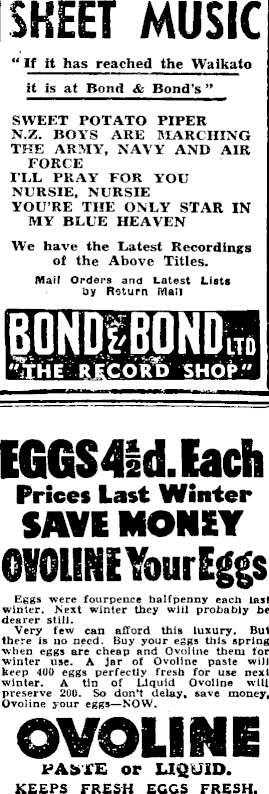 SHEET MUSIC
"If it has reached the Waikato
it is at Bond & Bond's"
SWEET POTATO PIPER
N.Z. BOYS ARE MARCHING
THE ARMY, NAVY AND AIR
FORCE
I'LL PRAY FOR YOU
NURSIE, NURSIE
YOU'RE THE ONLY STAR IN
MY BLUE HEAVEN
We have the Latest Recordings
of the Above Titles.
Mail Orders and Latest Lists
by Return Mail
BOND & BOND LTD
"THE RECORD SHOP"
EGGS 4½d. Each
Prices Last Winter
SAVE MONEY
OVOLINE Your Eggs
Eggs were fourpence halfpenny each last
winter. Next winter they will probably be
dearer still.
Very few can afford this luxury. But
there is no need. Buy your eggs this spring
when eggs are cheap and Ovoline them for
winter use. A jar of Ovoline paste will
keep 400 eggs perfectly fresh for use next
winter. A tin of Liquid Ovoline will
preserve 200. So don't delay, save money,
Ovoline your eggs—NOW.
OVOLINE
PASTE or LIQUID.
KEEPS FRESH EGGS FRESH.